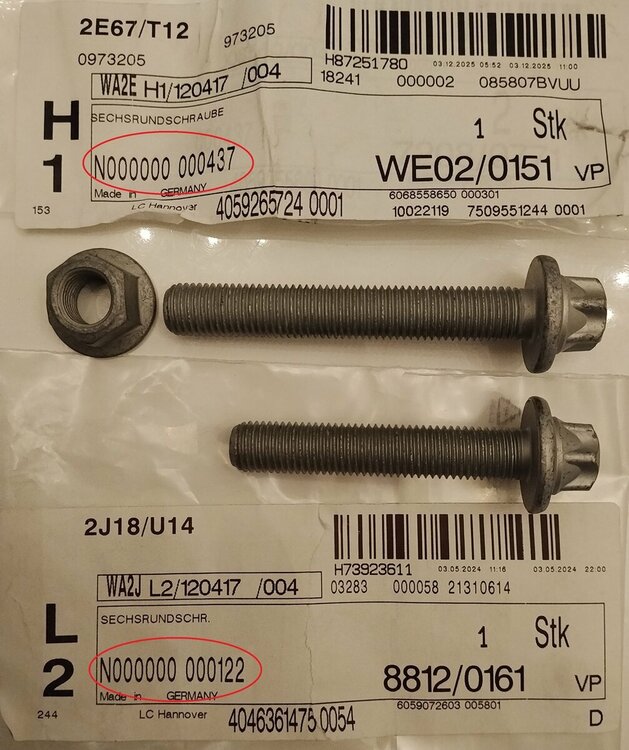 2E67/T12
973205
0973205
H87251780 03.12.2025 05:52 03.12.2025 11:00
WA2E H1/120417 /004
18241 000002 085807BVUU
H
1
SECHSRUNDSCHRAUBE
1 Stk
N000000 000437
WE02/0151 VP
Made in GERMANY
6068558650 000301
153
LC Hannover
4059265724 0001
10022119 7509551244 0001
2J18/U14
H73923611 03.05.2024 11:16 03.05.2024 22:00
WA2J L2/120417 /004
03283 000058 21310614
L
2
SECHSRUNDSCHR.
1 Stk
N000000 000122
8812/0161 VP
Made in GERMANY
6059072603 005801
244
LC Hannover
4046361475 0054
D